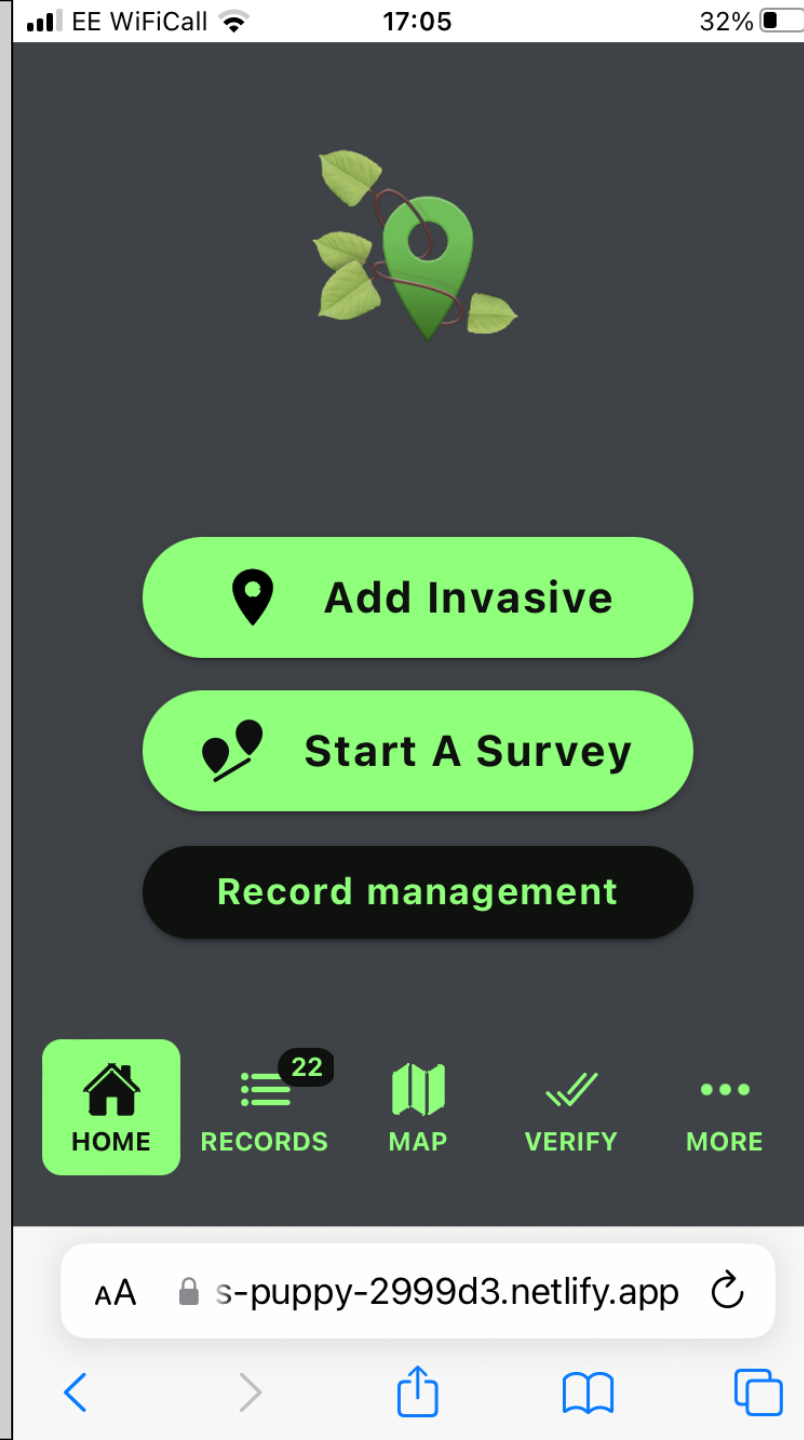 EE WiFiCall 17:05 32%
Add Invasive
Start A Survey
Record management
22
HOME RECORDS MAP VERIFY MORE
AA s-puppy-2999d3.netlify.app